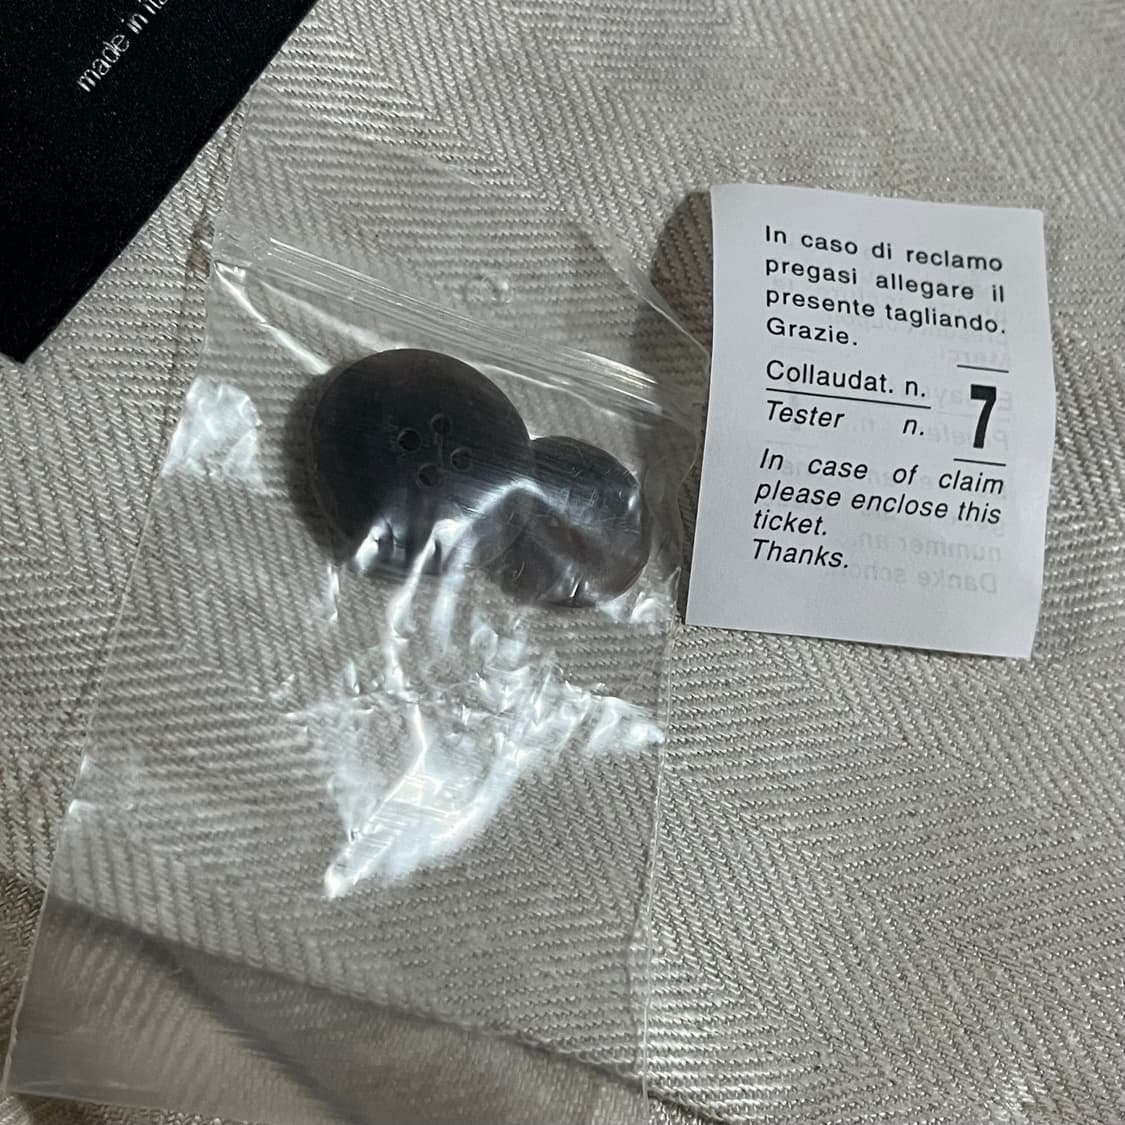 made in
In caso di reclamo
pregasi allegare il
presente tagliando.
Grazie.
Collaudat. n.
7
Tester n.
In case of claim
please enclose this
ticket.
Thanks.